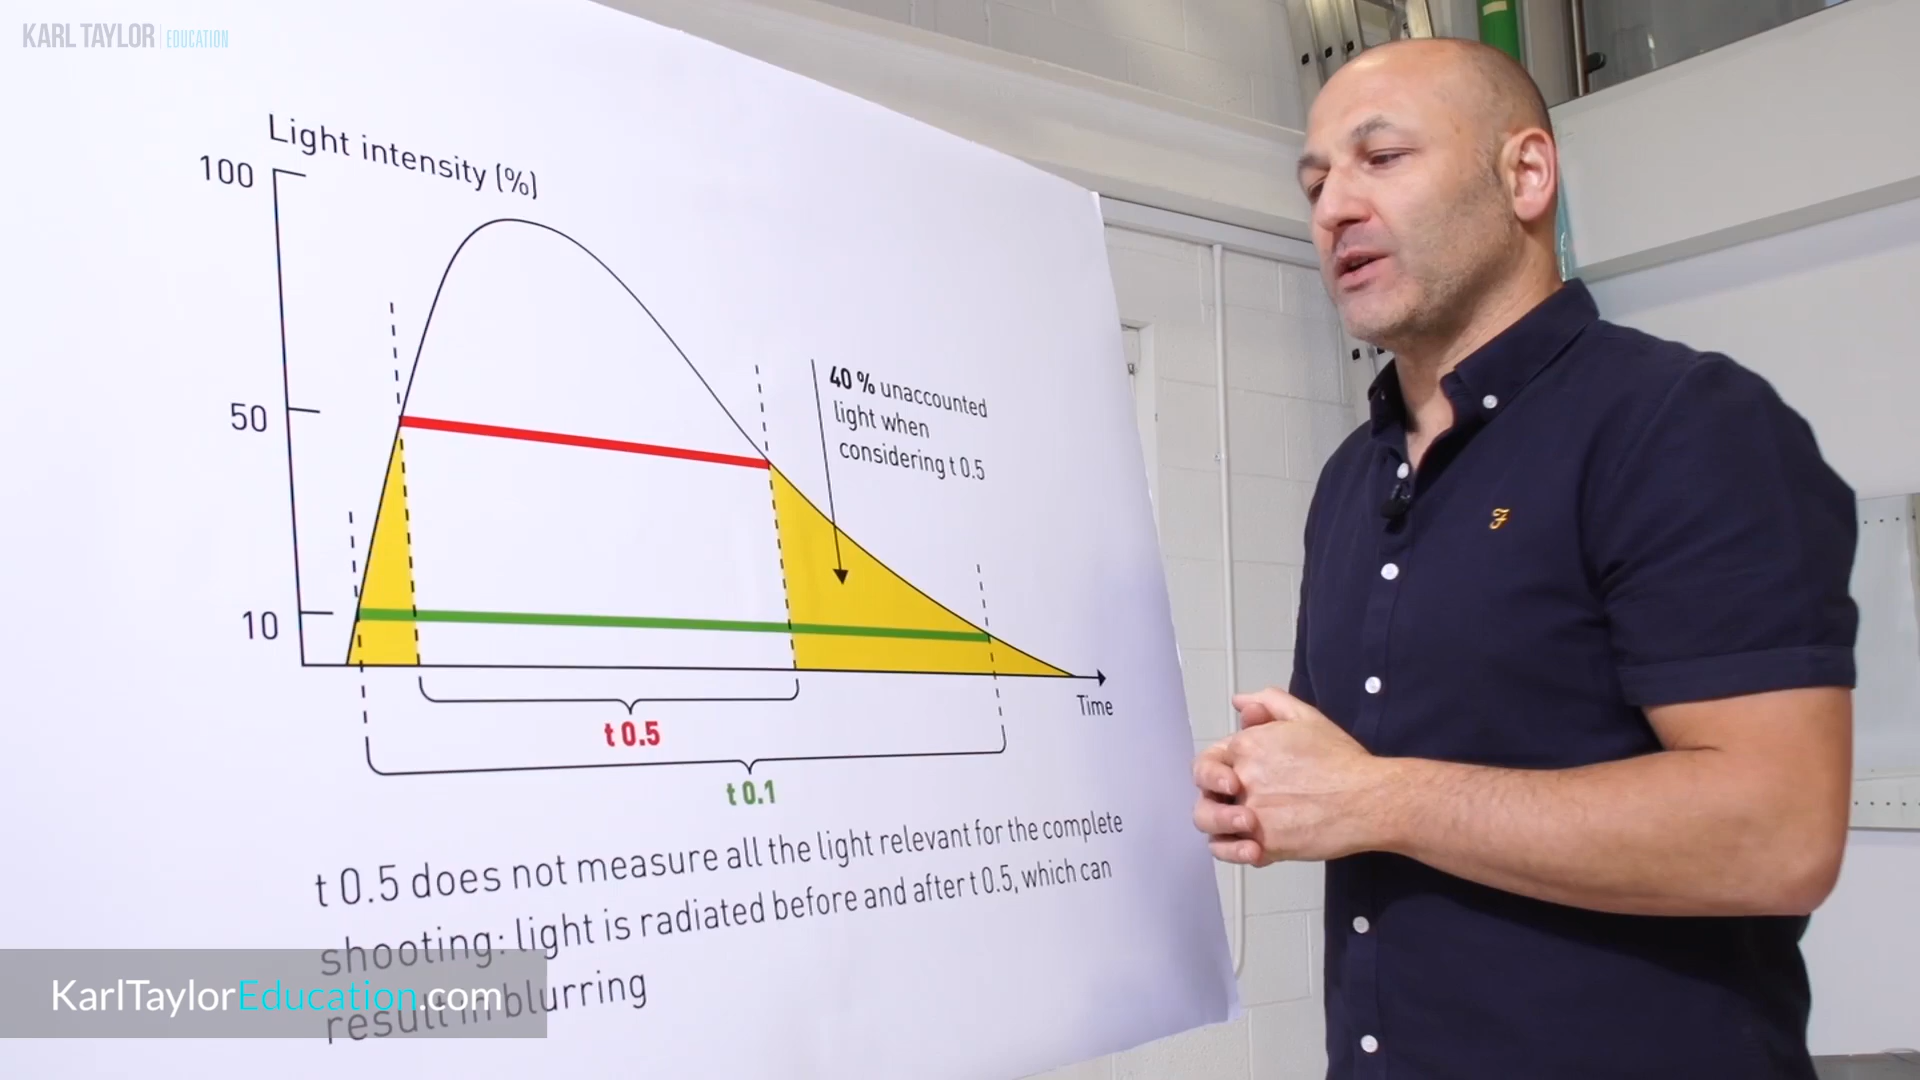 KARL TAYLOR EDUCATION
Light intensity (%)
100
50
10
40 % unaccounted
light when
considering t 0.5
Time
t 0.5
t 0.1
t 0.5 does not measure all the light relevant for the complete
shooting: light is radiated before and after t 0.5, which can
result in blurring
KarlTaylorEducation.com